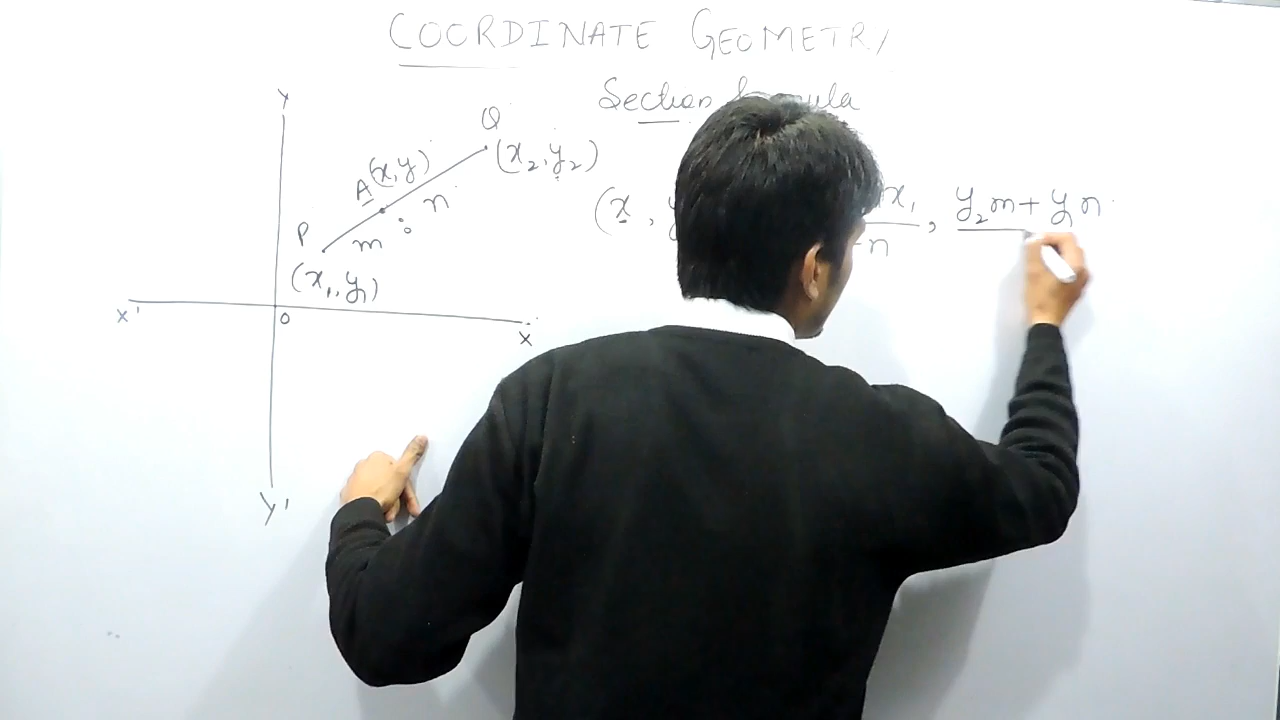 COORDINATE GEOMETRY
Section
Y
Q
A(x,y)
(x₂,y₂)
n
P
m
(x₁,y₁)
(x, x₁, y₂m+y₁n
n
X'
O
X
Y'